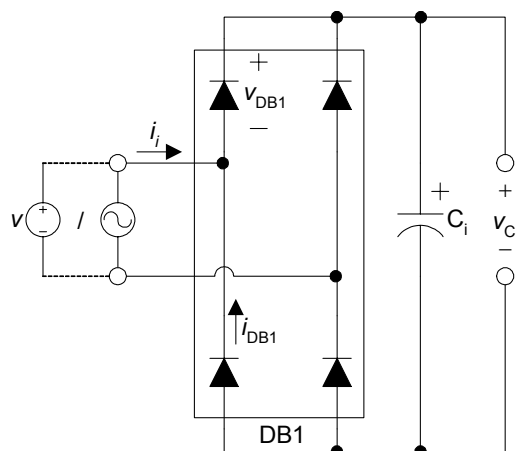 +
v_DB1
−
i_i
v
+
−
/
+
C_i
+
v_C
−
i_DB1
DB1